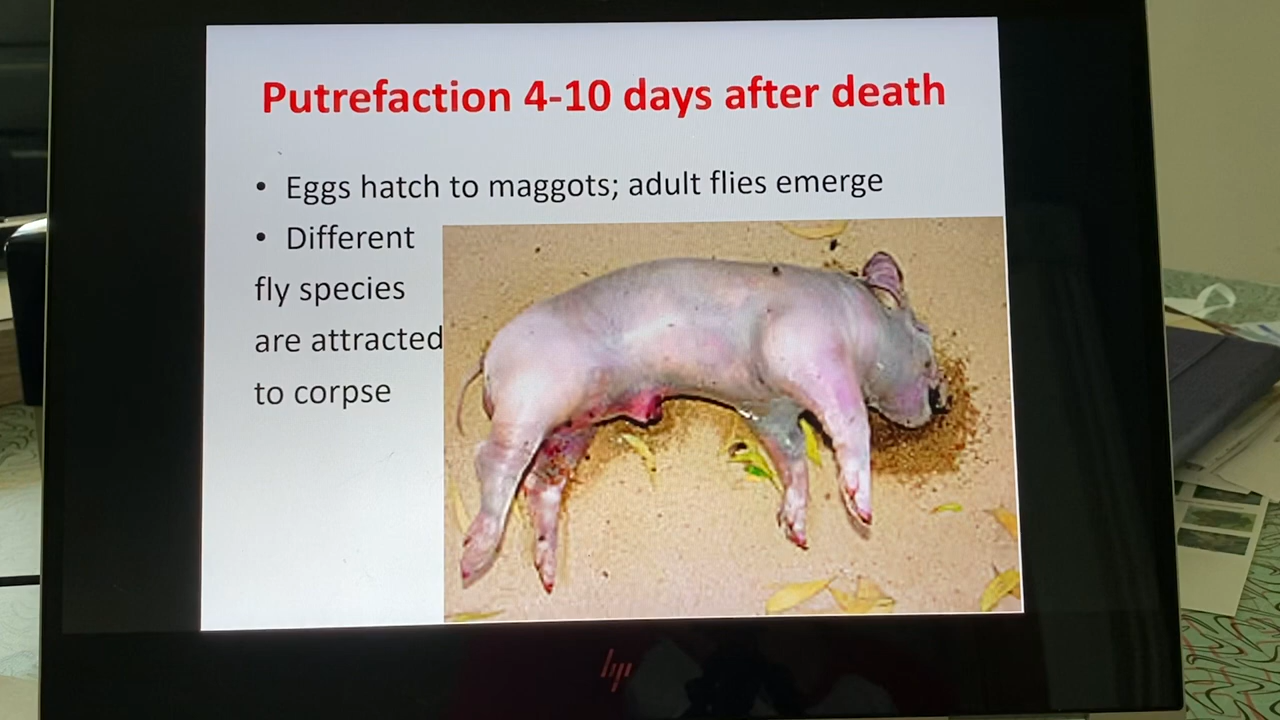 Putrefaction 4-10 days after death
• Eggs hatch to maggots; adult flies emerge
• Different
fly species
are attracted
to corpse
hp